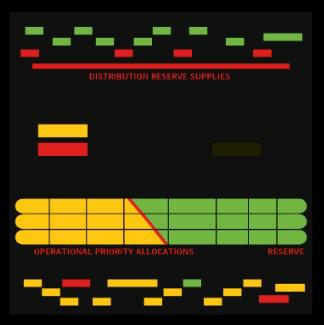 DISTRIBUTION RESERVE SUPPLIES
OPERATIONAL PRIORITY ALLOCATIONS
RESERVE